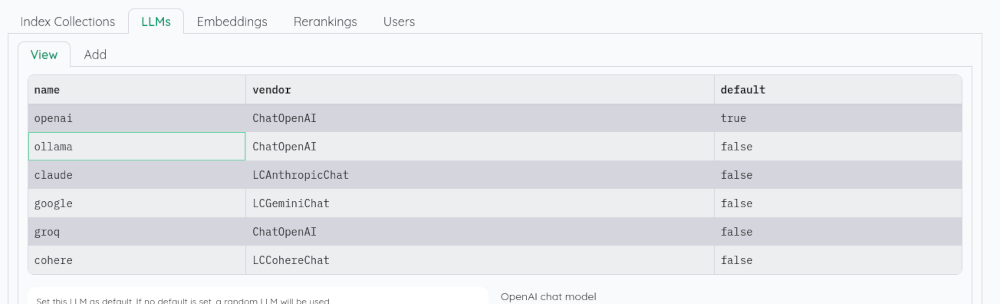 Index Collections LLMs Embeddings Rerankings Users
View Add
name vendor default
openai ChatOpenAI true
ollama ChatOpenAI false
claude LCAnthropicChat false
google LCGeminiChat false
groq ChatOpenAI false
cohere LCCohereChat false
Set this LLM as default. If no default is set, a random LLM will be used. OpenAI chat model